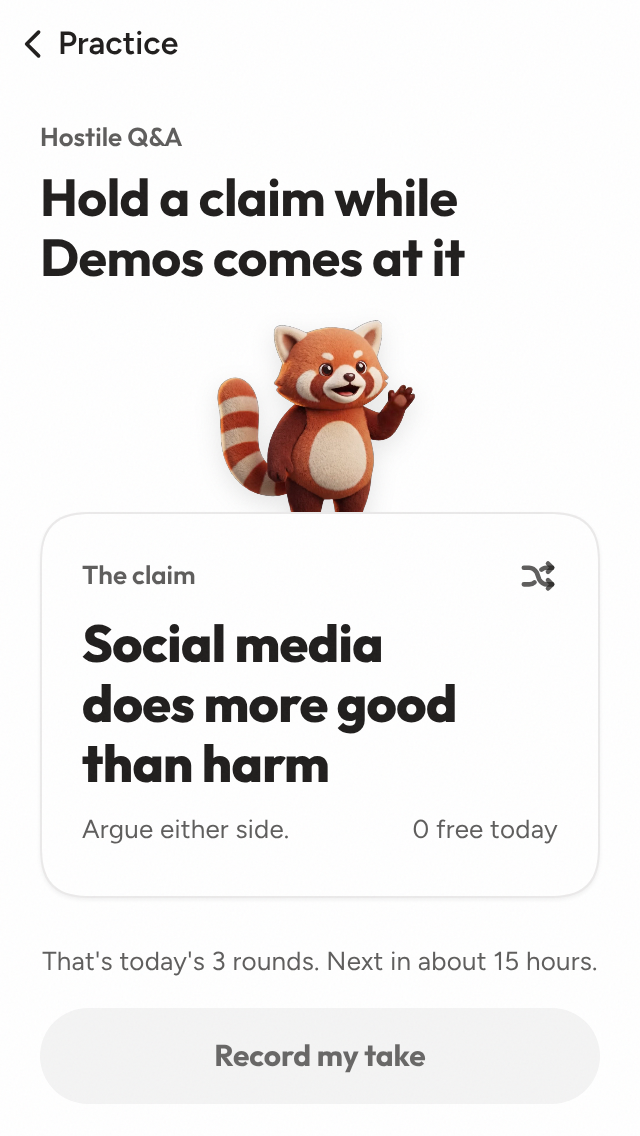 Practice
Hostile Q&A
Hold a claim while
Demos comes at it
The claim
Social media
does more good
than harm
Argue either side.
0 free today
That's today's 3 rounds. Next in about 15 hours.
Record my take